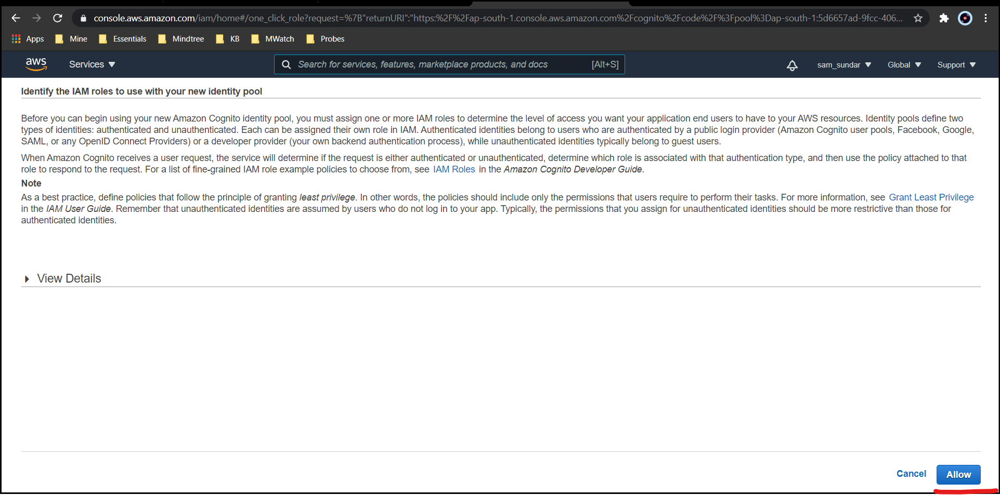 console.aws.amazon.com/iam/home#/one_click_role?request=%7B"returnURI":"https:%2F%2Fap-south-1.console.aws.amazon.com%2Fcognito%2Fcode%2F%3Fpool%3Dap-south-1:5d6657ad-9fcc-406...
Apps Mine Essentials Mindtree KB MWatch Probes
aws Services Search for services, features, marketplace products, and docs [Alt+S] sam_sundar Global Support
Identify the IAM roles to use with your new identity pool
Before you can begin using your new Amazon Cognito identity pool, you must assign one or more IAM roles to determine the level of access you want your application end users to have to your AWS resources. Identity pools define two
types of identities: authenticated and unauthenticated. Each can be assigned their own role in IAM. Authenticated identities belong to users who are authenticated by a public login provider (Amazon Cognito user pools, Facebook, Google,
SAML, or any OpenID Connect Providers) or a developer provider (your own backend authentication process), while unauthenticated identities typically belong to guest users.
When Amazon Cognito receives a user request, the service will determine if the request is either authenticated or unauthenticated, determine which role is associated with that authentication type, and then use the policy attached to that
role to respond to the request. For a list of fine-grained IAM role example policies to choose from, see IAM Roles in the Amazon Cognito Developer Guide.
Note
As a best practice, define policies that follow the principle of granting least privilege. In other words, the policies should include only the permissions that users require to perform their tasks. For more information, see Grant Least Privilege
in the IAM User Guide. Remember that unauthenticated identities are assumed by users who do not log in to your app. Typically, the permissions that you assign for unauthenticated identities should be more restrictive than those for
authenticated identities.
View Details
Cancel Allow